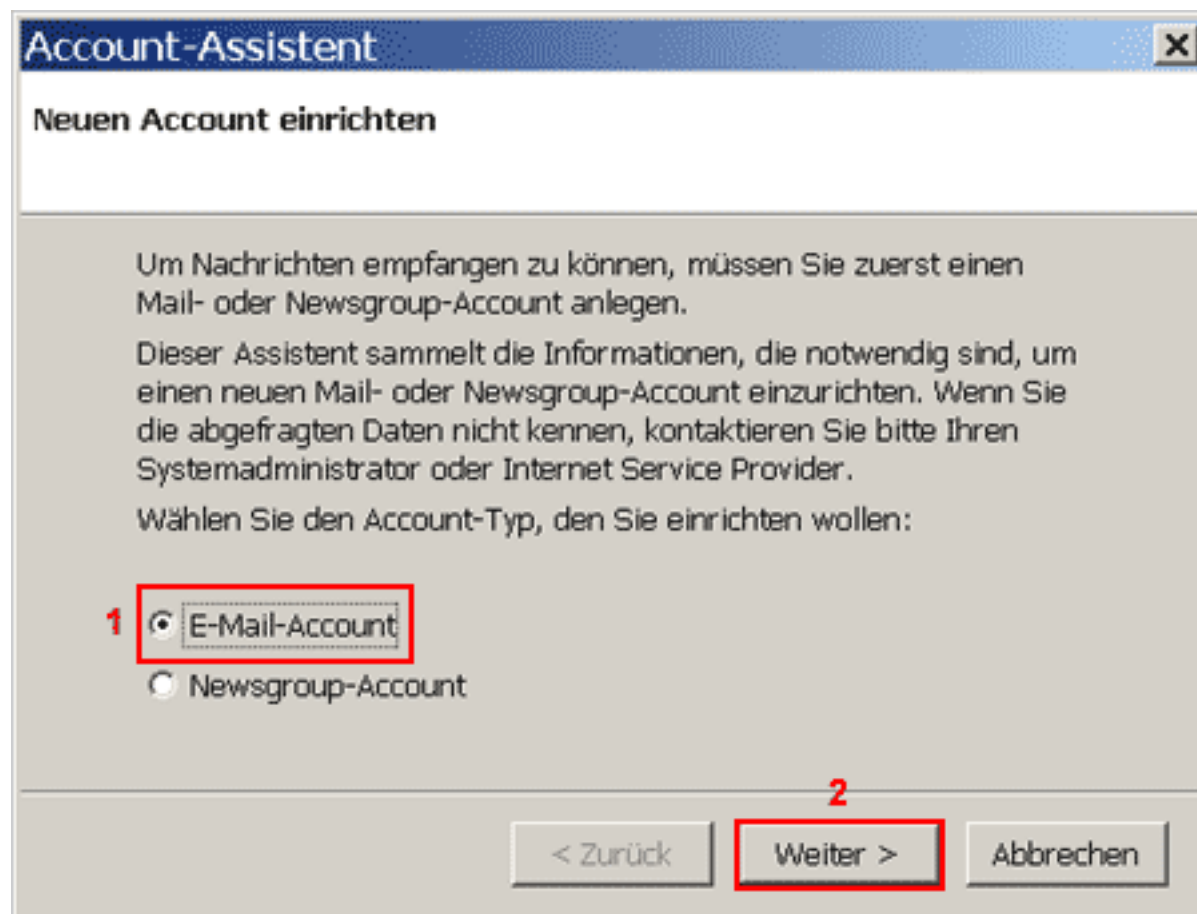 Account-Assistent
Neuen Account einrichten
Um Nachrichten empfangen zu können, müssen Sie zuerst einen
Mail- oder Newsgroup-Account anlegen.
Dieser Assistent sammelt die Informationen, die notwendig sind, um
einen neuen Mail- oder Newsgroup-Account einzurichten. Wenn Sie
die abgefragten Daten nicht kennen, kontaktieren Sie bitte Ihren
Systemadministrator oder Internet Service Provider.
Wählen Sie den Account-Typ, den Sie einrichten wollen:
1 E-Mail-Account
Newsgroup-Account
2
< Zurück Weiter > Abbrechen